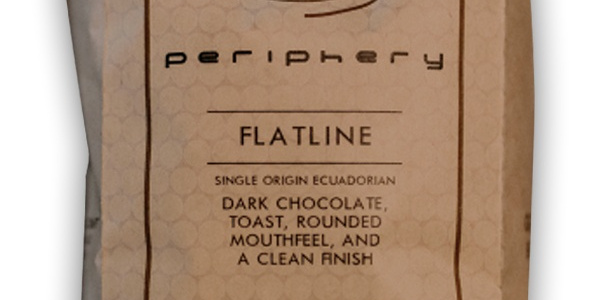 periphery
FLATLINE
SINGLE ORIGIN ECUADORIAN
DARK CHOCOLATE,
TOAST, ROUNDED
MOUTHFEEL, AND
A CLEAN FINISH